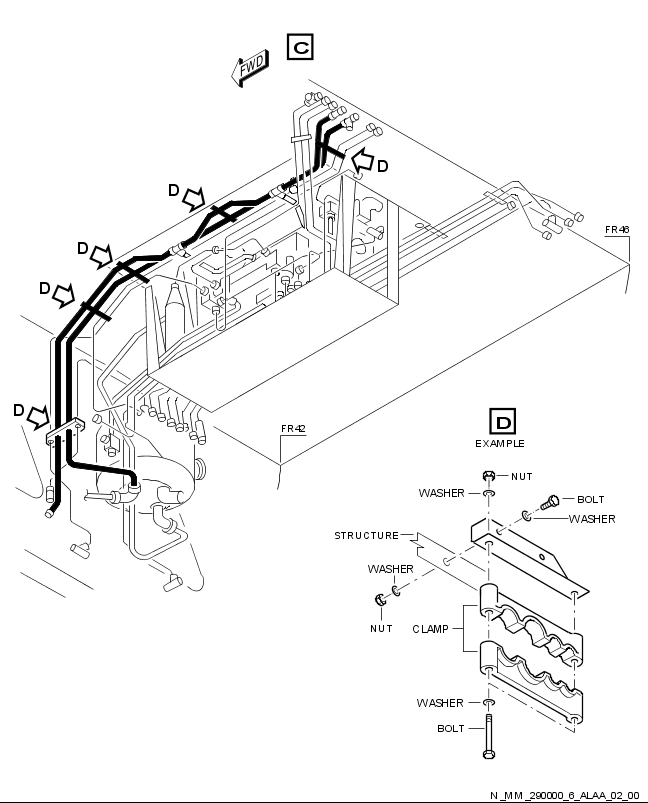 C
FWD
D
D
D
FR46
D
D
FR42
D
EXAMPLE
NUT
WASHER
BOLT
WASHER
STRUCTURE
WASHER
NUT
CLAMP
WASHER
BOLT
N_MM_290000_6_ALAA_02_00